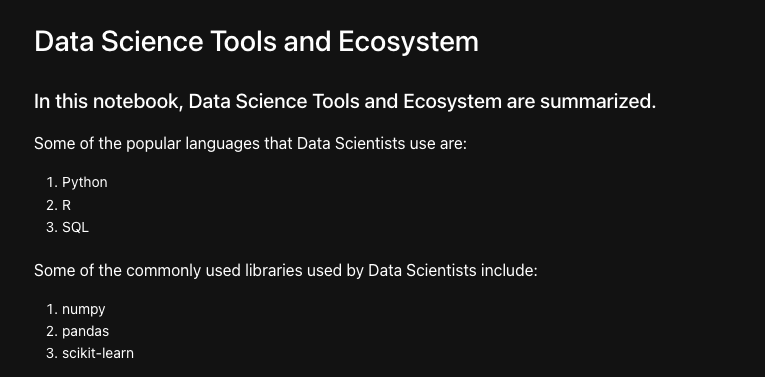 Data Science Tools and Ecosystem
In this notebook, Data Science Tools and Ecosystem are summarized.
Some of the popular languages that Data Scientists use are:
1. Python
2. R
3. SQL
Some of the commonly used libraries used by Data Scientists include:
1. numpy
2. pandas
3. scikit-learn